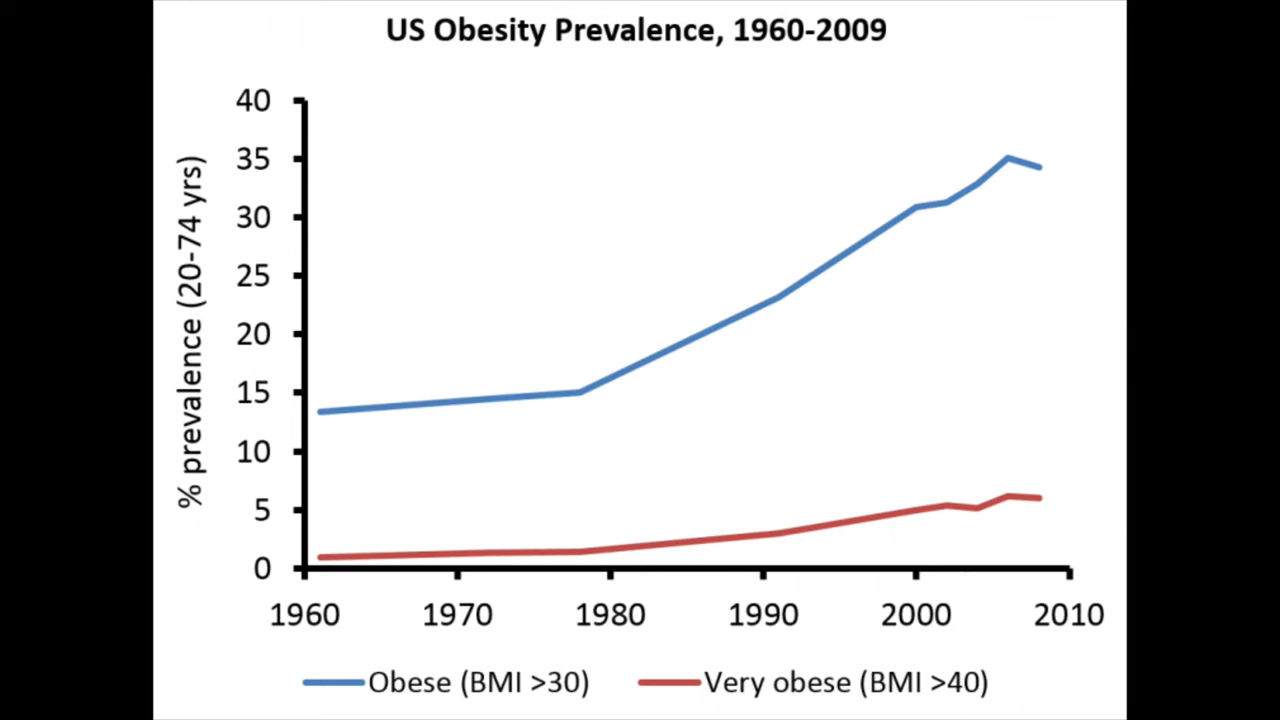 US Obesity Prevalence, 1960-2009
% prevalence (20-74 yrs)
40
35
30
25
20
15
10
5
0
1960 1970 1980 1990 2000 2010
Obese (BMI >30) Very obese (BMI >40)